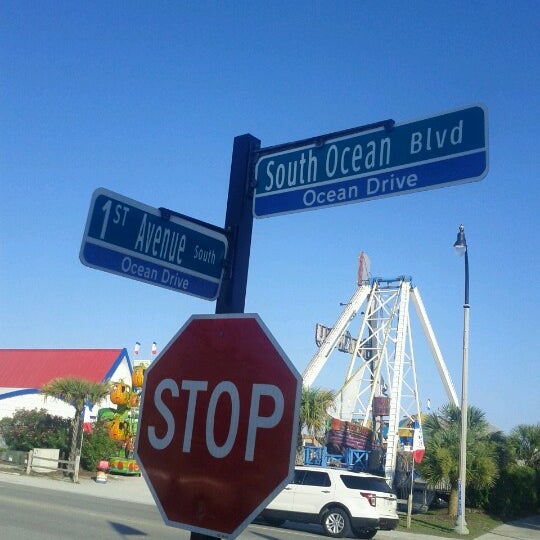 South Ocean Blvd
Ocean Drive
1ST Avenue South
Ocean Drive
STOP